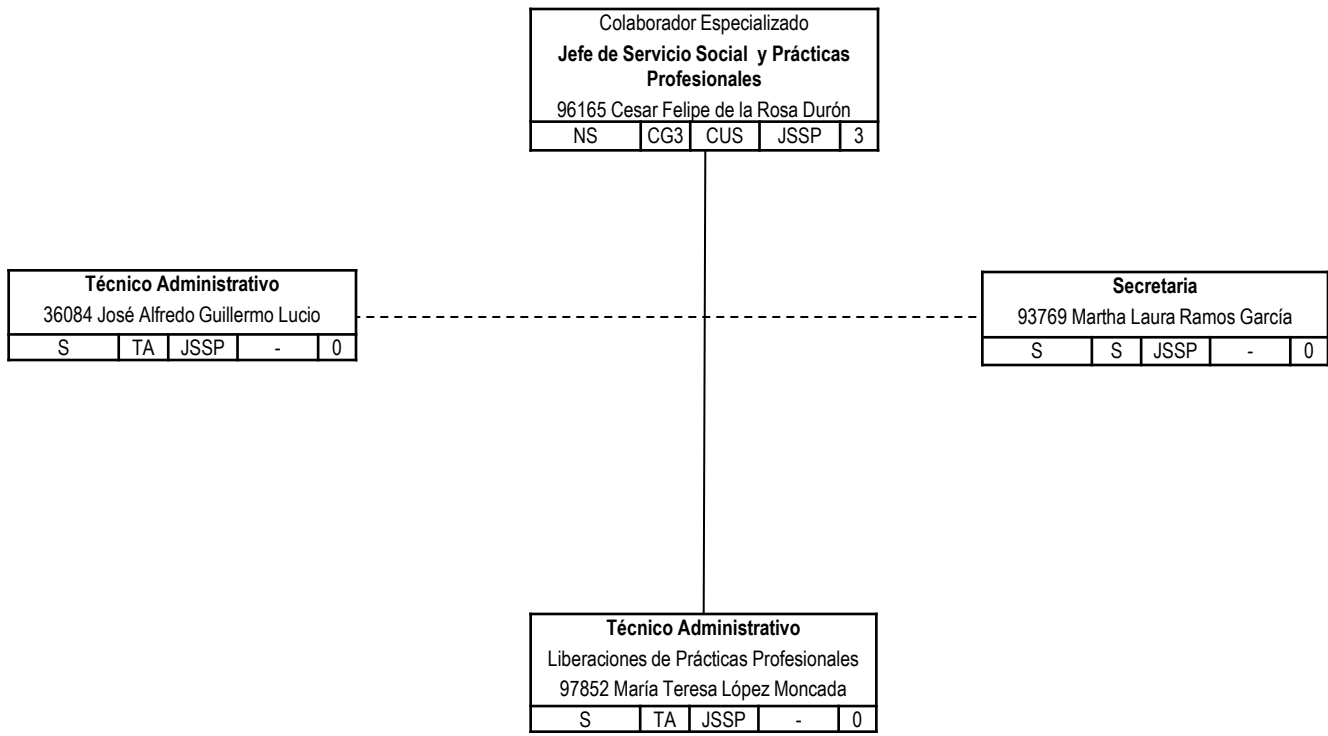 Colaborador Especializado
Jefe de Servicio Social y Prácticas
Profesionales
96165 Cesar Felipe de la Rosa Durón
NS CG3 CUS JSSP 3
Técnico Administrativo
36084 José Alfredo Guillermo Lucio
S TA JSSP - 0
Secretaria
93769 Martha Laura Ramos García
S S JSSP - 0
Técnico Administrativo
Liberaciones de Prácticas Profesionales
97852 María Teresa López Moncada
S TA JSSP - 0